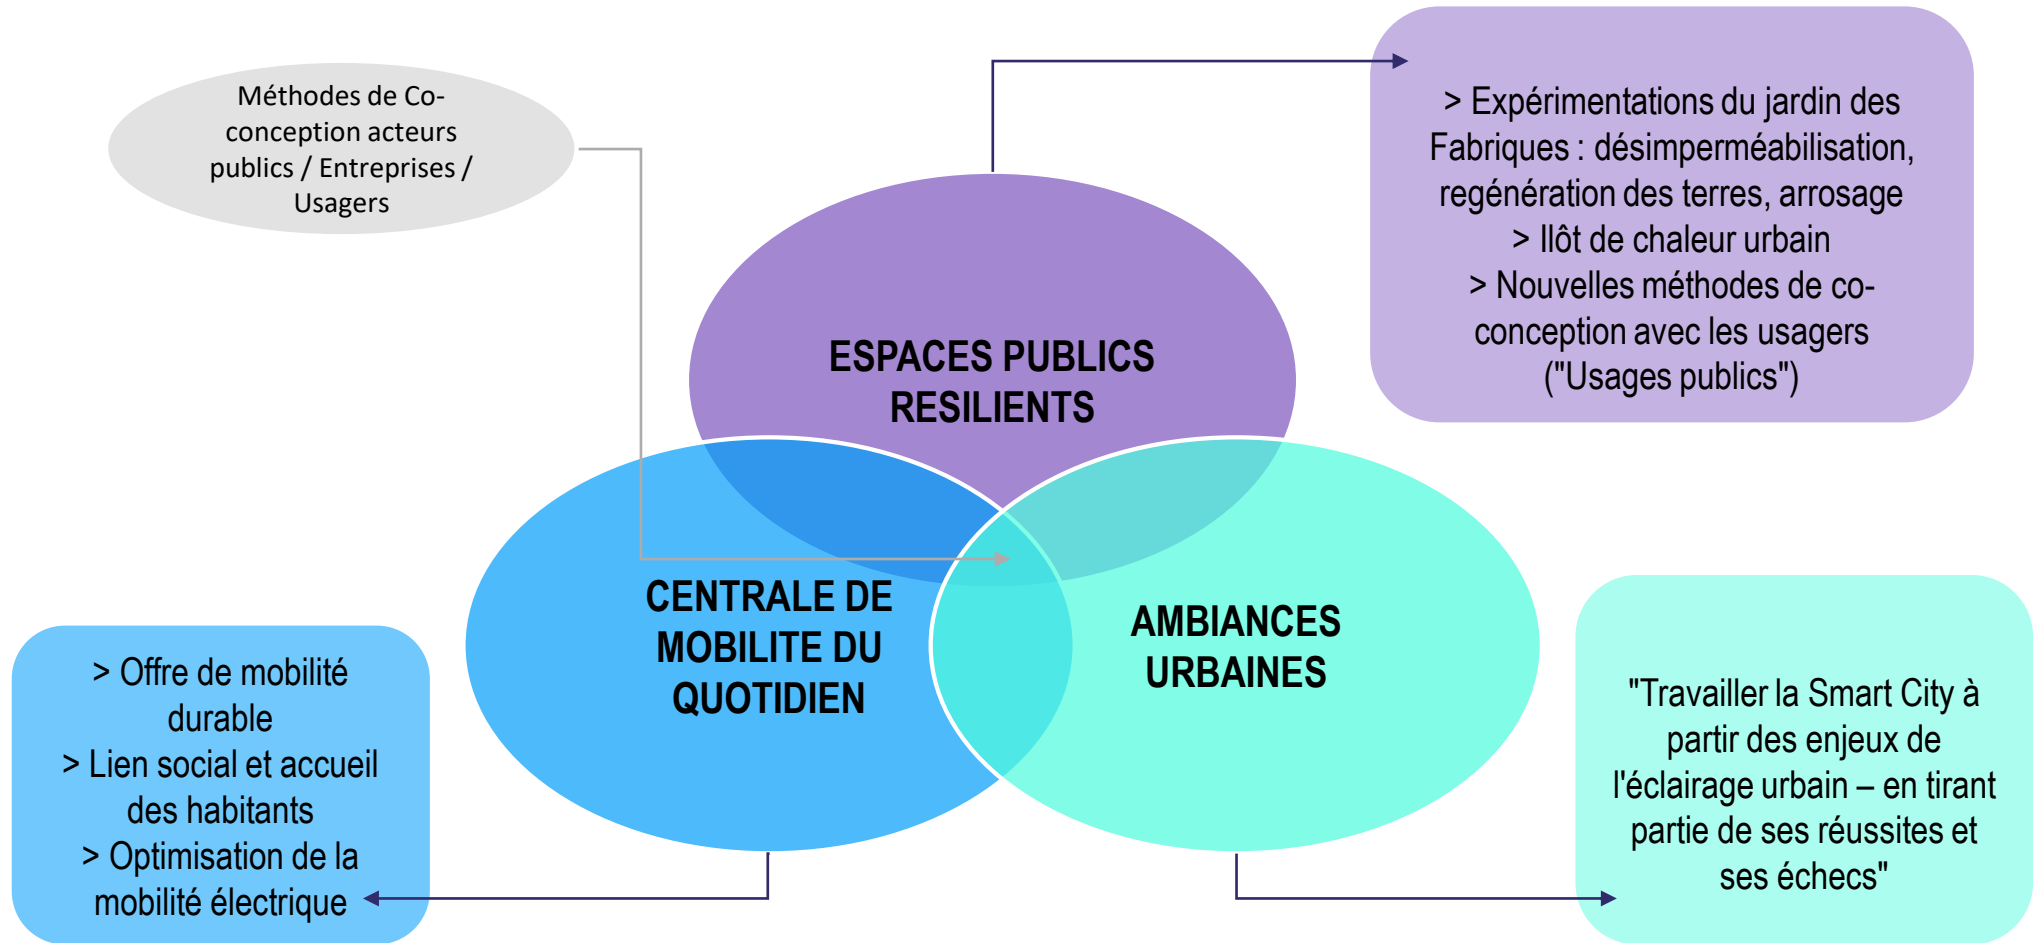 Méthodes de Co-
conception acteurs
publics / Entreprises /
Usagers
> Expérimentations du jardin des
Fabriques : désimperméabilisation,
regénération des terres, arrosage
> Ilôt de chaleur urbain
> Nouvelles méthodes de co-
conception avec les usagers
("Usages publics")
ESPACES PUBLICS
RESILIENTS
CENTRALE DE
MOBILITE DU
QUOTIDIEN
AMBIANCES
URBAINES
> Offre de mobilité
durable
> Lien social et accueil
des habitants
> Optimisation de la
mobilité électrique
"Travailler la Smart City à
partir des enjeux de
l'éclairage urbain – en tirant
partie de ses réussites et
ses échecs"